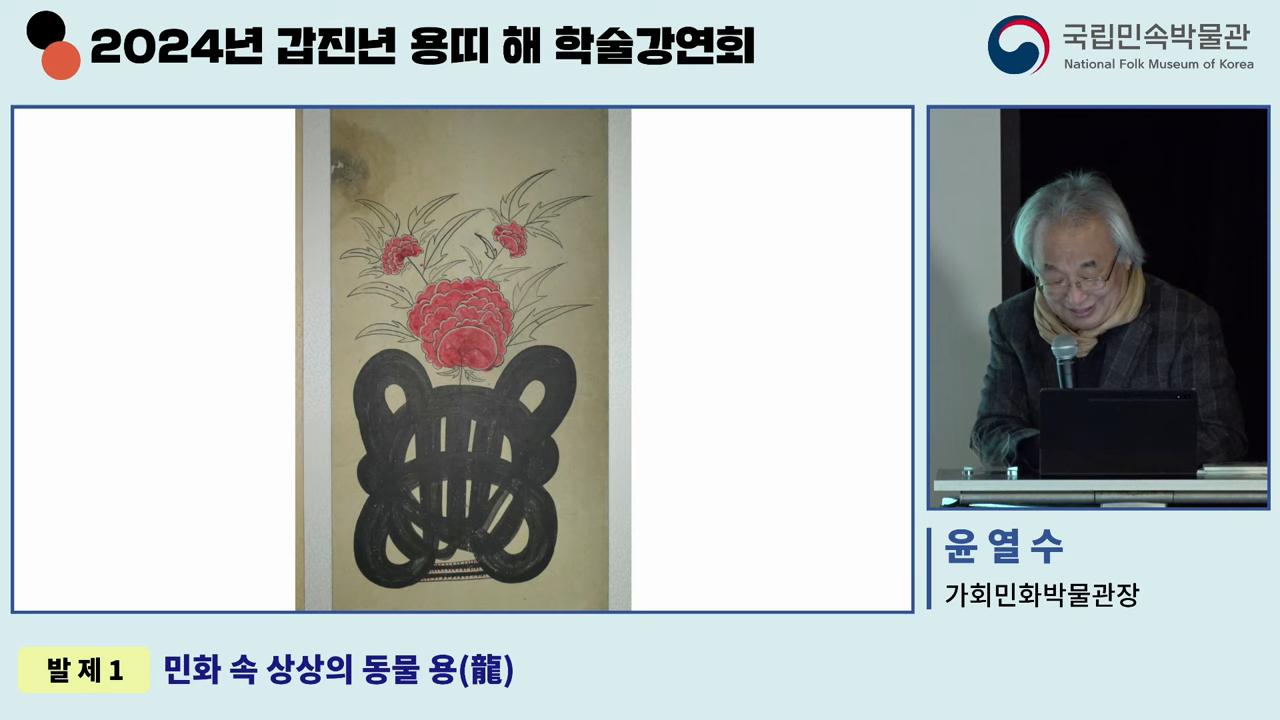 2024년 갑진년 용띠 해 학술강연회
국립민속박물관
National Folk Museum of Korea
윤열수
가회민화박물관장
발제1
민화 속 상상의 동물 용(龍)